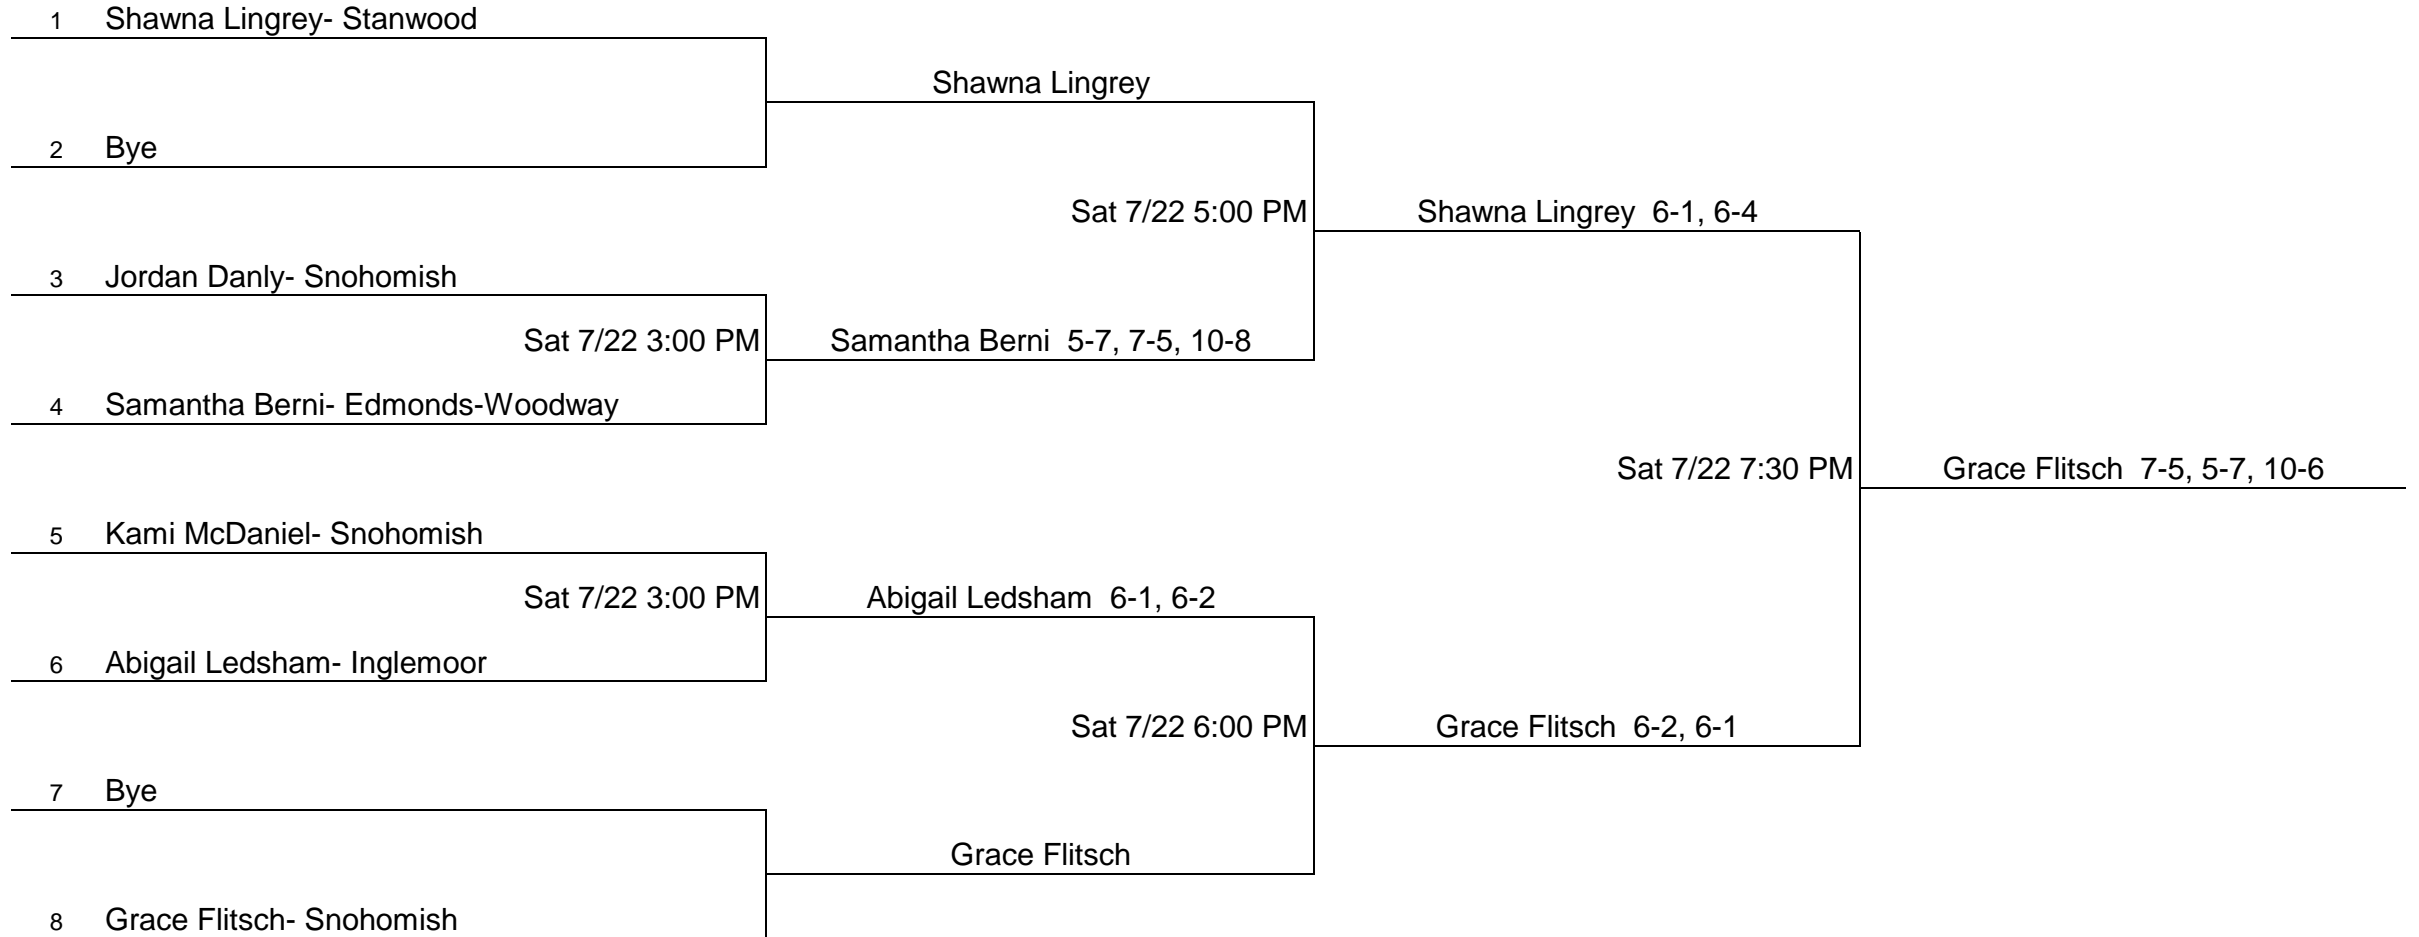 1 Shawna Lingrey- Stanwood
Shawna Lingrey
2 Bye
Sat 7/22 5:00 PM Shawna Lingrey 6-1, 6-4
3 Jordan Danly- Snohomish
Sat 7/22 3:00 PM Samantha Berni 5-7, 7-5, 10-8
4 Samantha Berni- Edmonds-Woodway
Sat 7/22 7:30 PM Grace Flitsch 7-5, 5-7, 10-6
5 Kami McDaniel- Snohomish
Sat 7/22 3:00 PM Abigail Ledsham 6-1, 6-2
6 Abigail Ledsham- Inglemoor
Sat 7/22 6:00 PM Grace Flitsch 6-2, 6-1
7 Bye
Grace Flitsch
8 Grace Flitsch- Snohomish